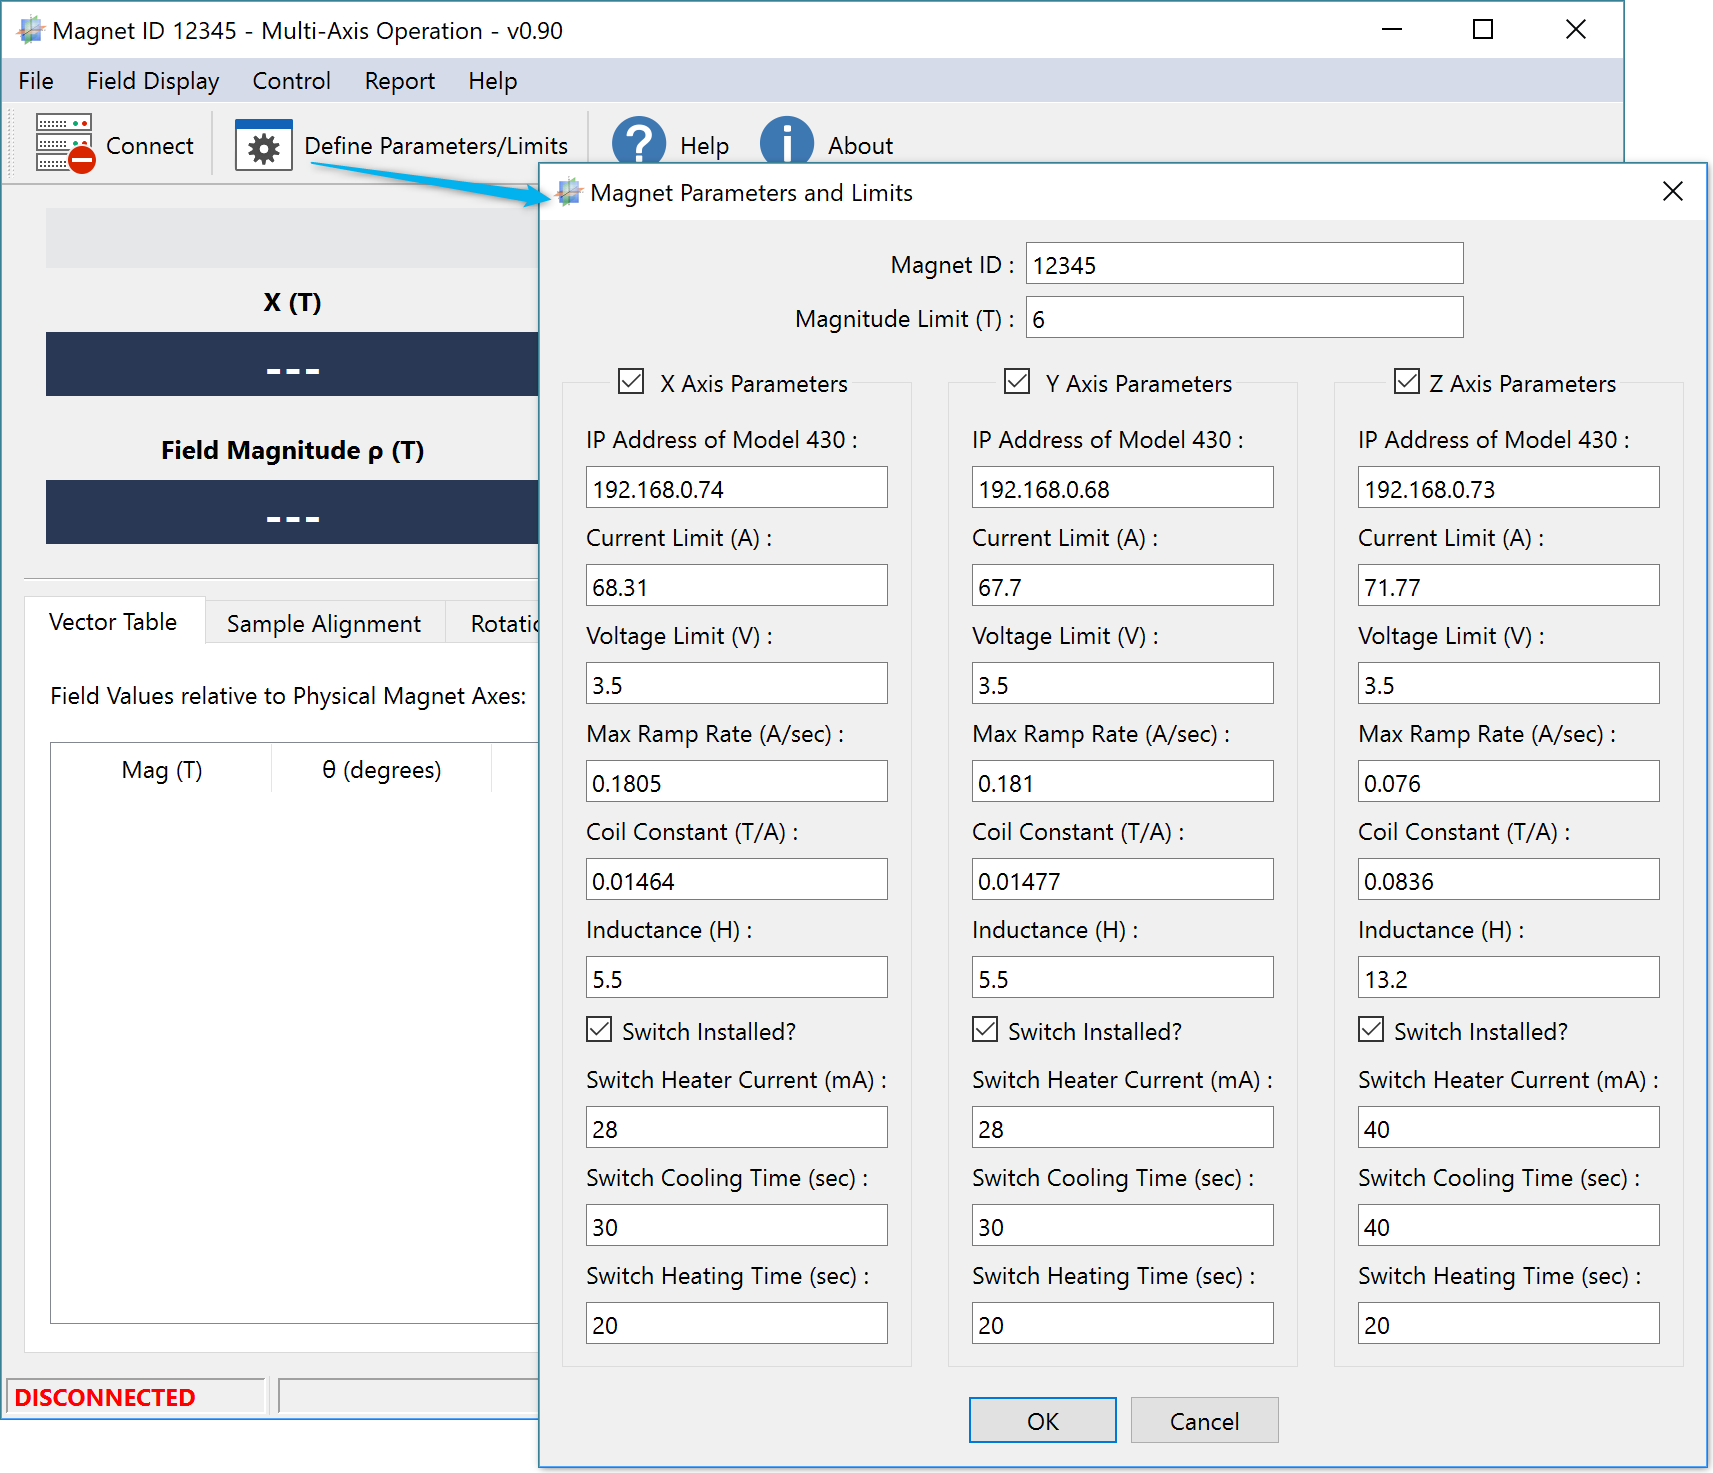 Magnet ID 12345 - Multi-Axis Operation - v0.90
File Field Display Control Report Help
Connect Define Parameters/Limits Help About
X (T)
---
Field Magnitude ρ (T)
---
Vector Table Sample Alignment Rotatio
Field Values relative to Physical Magnet Axes:
Mag (T) θ (degrees)
DISCONNECTED
Magnet Parameters and Limits
Magnet ID : 12345
Magnitude Limit (T) : 6
X Axis Parameters
IP Address of Model 430 :
192.168.0.74
Current Limit (A) :
68.31
Voltage Limit (V) :
3.5
Max Ramp Rate (A/sec) :
0.1805
Coil Constant (T/A) :
0.01464
Inductance (H) :
5.5
Switch Installed?
Switch Heater Current (mA) :
28
Switch Cooling Time (sec) :
30
Switch Heating Time (sec) :
20
Y Axis Parameters
IP Address of Model 430 :
192.168.0.68
Current Limit (A) :
67.7
Voltage Limit (V) :
3.5
Max Ramp Rate (A/sec) :
0.181
Coil Constant (T/A) :
0.01477
Inductance (H) :
5.5
Switch Installed?
Switch Heater Current (mA) :
28
Switch Cooling Time (sec) :
30
Switch Heating Time (sec) :
20
Z Axis Parameters
IP Address of Model 430 :
192.168.0.73
Current Limit (A) :
71.77
Voltage Limit (V) :
3.5
Max Ramp Rate (A/sec) :
0.076
Coil Constant (T/A) :
0.0836
Inductance (H) :
13.2
Switch Installed?
Switch Heater Current (mA) :
40
Switch Cooling Time (sec) :
40
Switch Heating Time (sec) :
20
OK Cancel